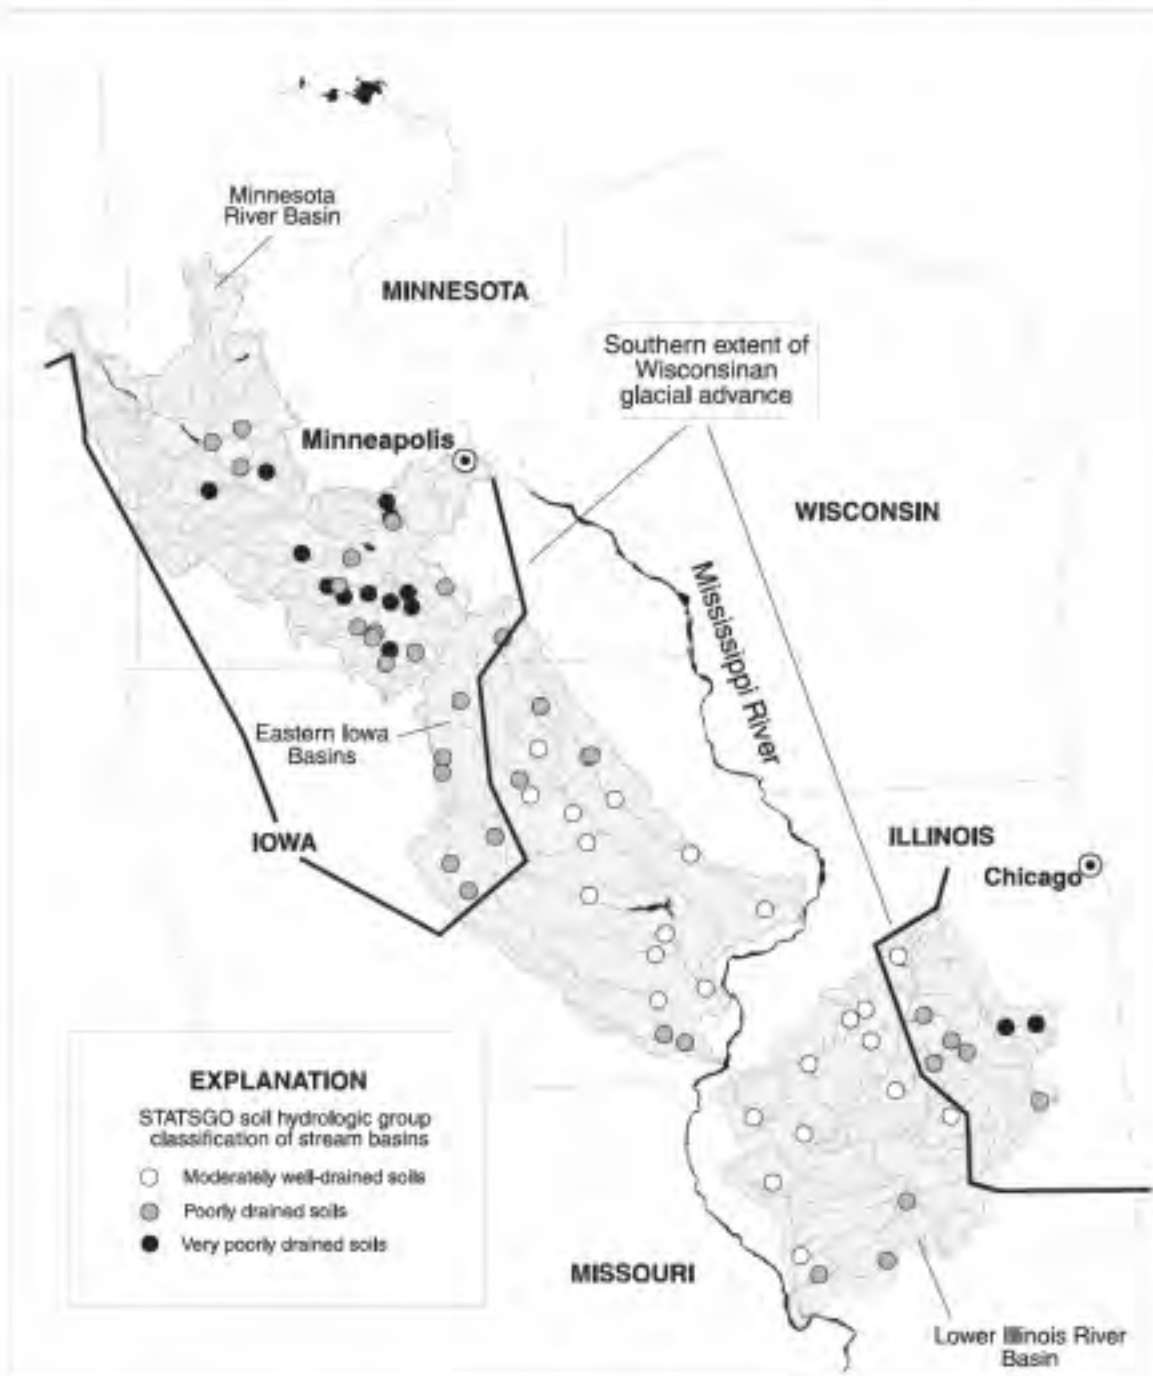 Minnesota
River Basin
MINNESOTA
Southern extent of
Wisconsinan
glacial advance
Minneapolis
WISCONSIN
Mississippi River
Eastern Iowa
Basins
IOWA
ILLINOIS
Chicago
EXPLANATION
STATSGO soil hydrologic group
classification of stream basins
Moderately well-drained soils
Poorly drained soils
Very poorly drained soils
MISSOURI
Lower Illinois River
Basin